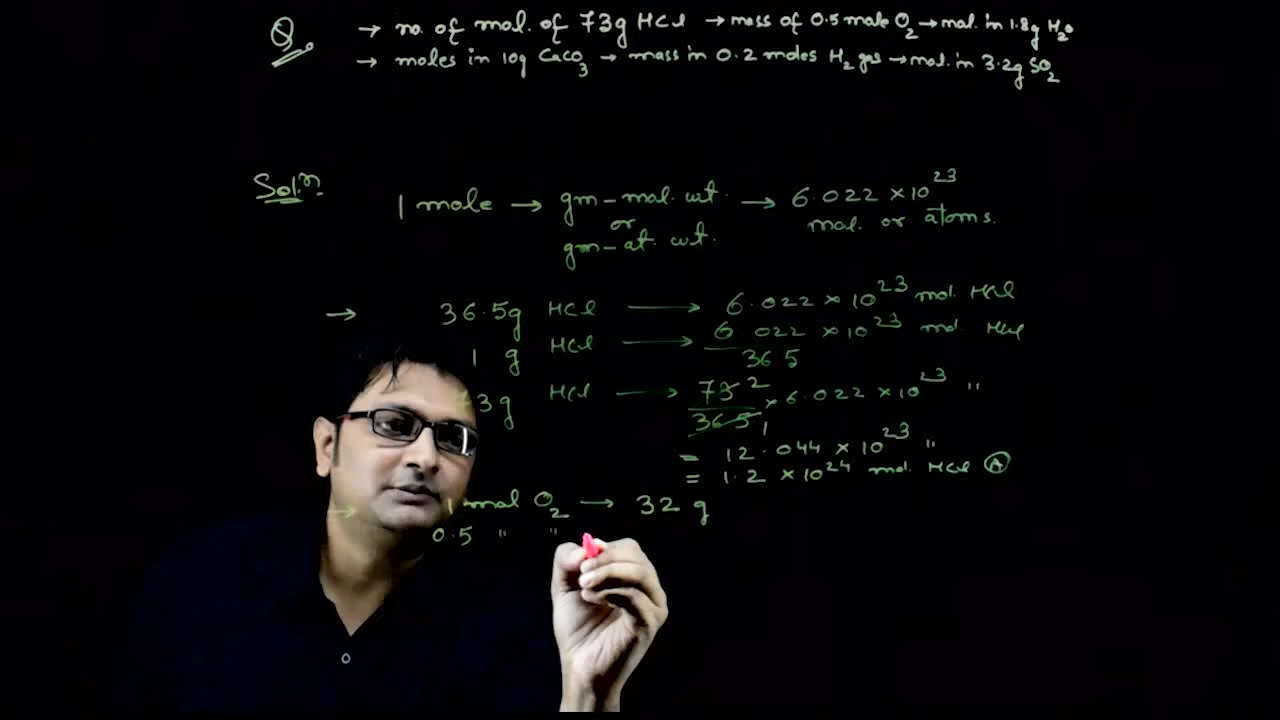 Q → no. of mol. of 73g HCl → mass of 0.5 mole O2 → mol. in 1.8g H2O
→ moles in 10g CaCO3 → mass in 0.2 moles H2 gas → mol. in 3.2g SO2
Solⁿ. 1 mole → gm-mol. wt. → 6.022 × 10^23
or mol. or atoms.
gm-at. wt.
→ 36.5g HCl → 6.022 × 10^23 mol. HCl
1 g HCl → 6.022 × 10^23 mol HCl
36.5
3g HCl → 73 2 × 6.022 × 10^23 "
36.5 1
= 12.044 × 10^23 "
= 1.2 × 10^24 mol. HCl A
→ 1 mol O2 → 32 g
0.5 " "